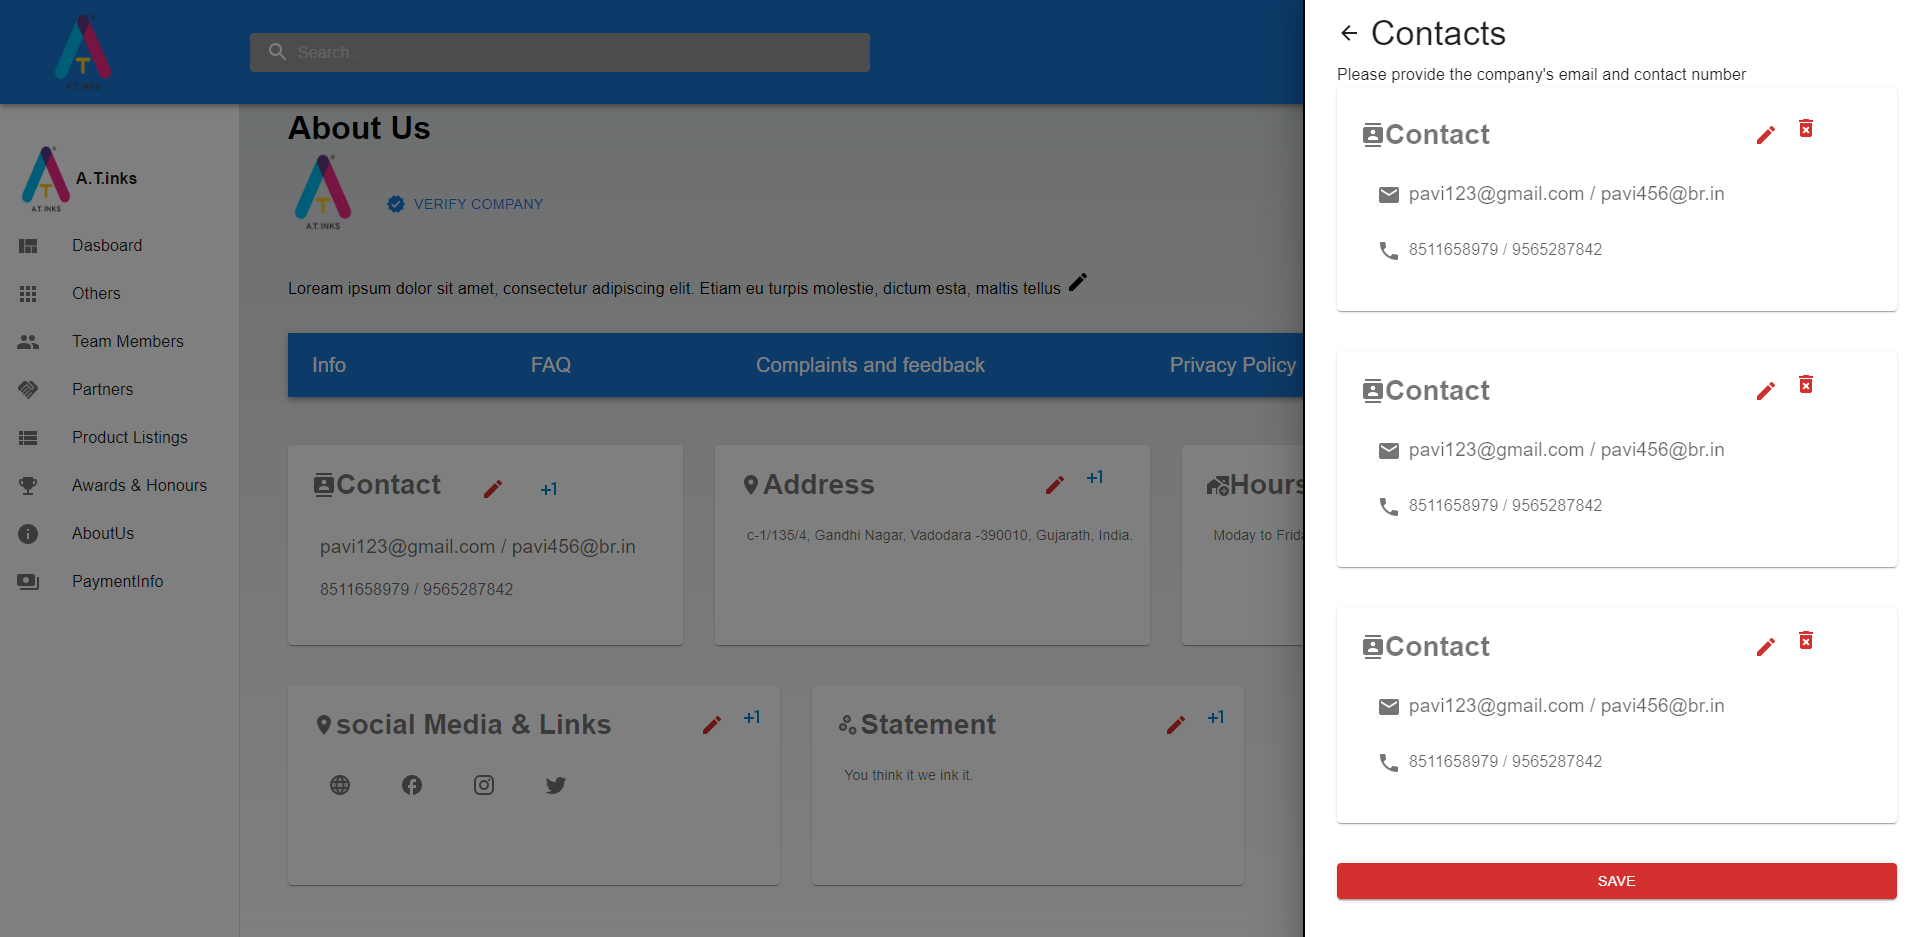 A.T.INKS
Search...
A.T.inks
A.T. INKS
Dasboard
Others
Team Members
Partners
Product Listings
Awards & Honours
AboutUs
PaymentInfo
About Us
A.T. INKS
VERIFY COMPANY
Loream ipsum dolor sit amet, consectetur adipiscing elit. Etiam eu turpis molestie, dictum esta, maltis tellus
Info FAQ Complaints and feedback Privacy Policy
Contact +1
pavi123@gmail.com / pavi456@br.in
8511658979 / 9565287842
Address +1
c-1/135/4, Gandhi Nagar, Vadodara -390010, Gujarath, India.
Hours
Moday to Frida
social Media & Links +1
Statement +1
You think it we ink it.
Contacts
Please provide the company's email and contact number
Contact
pavi123@gmail.com / pavi456@br.in
8511658979 / 9565287842
Contact
pavi123@gmail.com / pavi456@br.in
8511658979 / 9565287842
Contact
pavi123@gmail.com / pavi456@br.in
8511658979 / 9565287842
SAVE